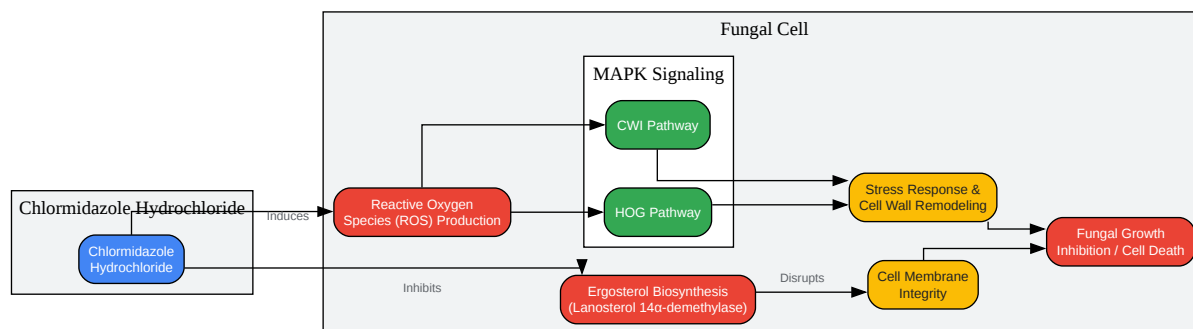 Fungal Cell
MAPK Signaling
CWI Pathway
Chlormidazole Hydrochloride
Induces
Reactive Oxygen
Species (ROS) Production
HOG Pathway
Stress Response &
Cell Wall Remodeling
Chlormidazole
Hydrochloride
Inhibits
Ergosterol Biosynthesis
(Lanosterol 14α-demethylase)
Disrupts
Cell Membrane
Integrity
Fungal Growth
Inhibition / Cell Death